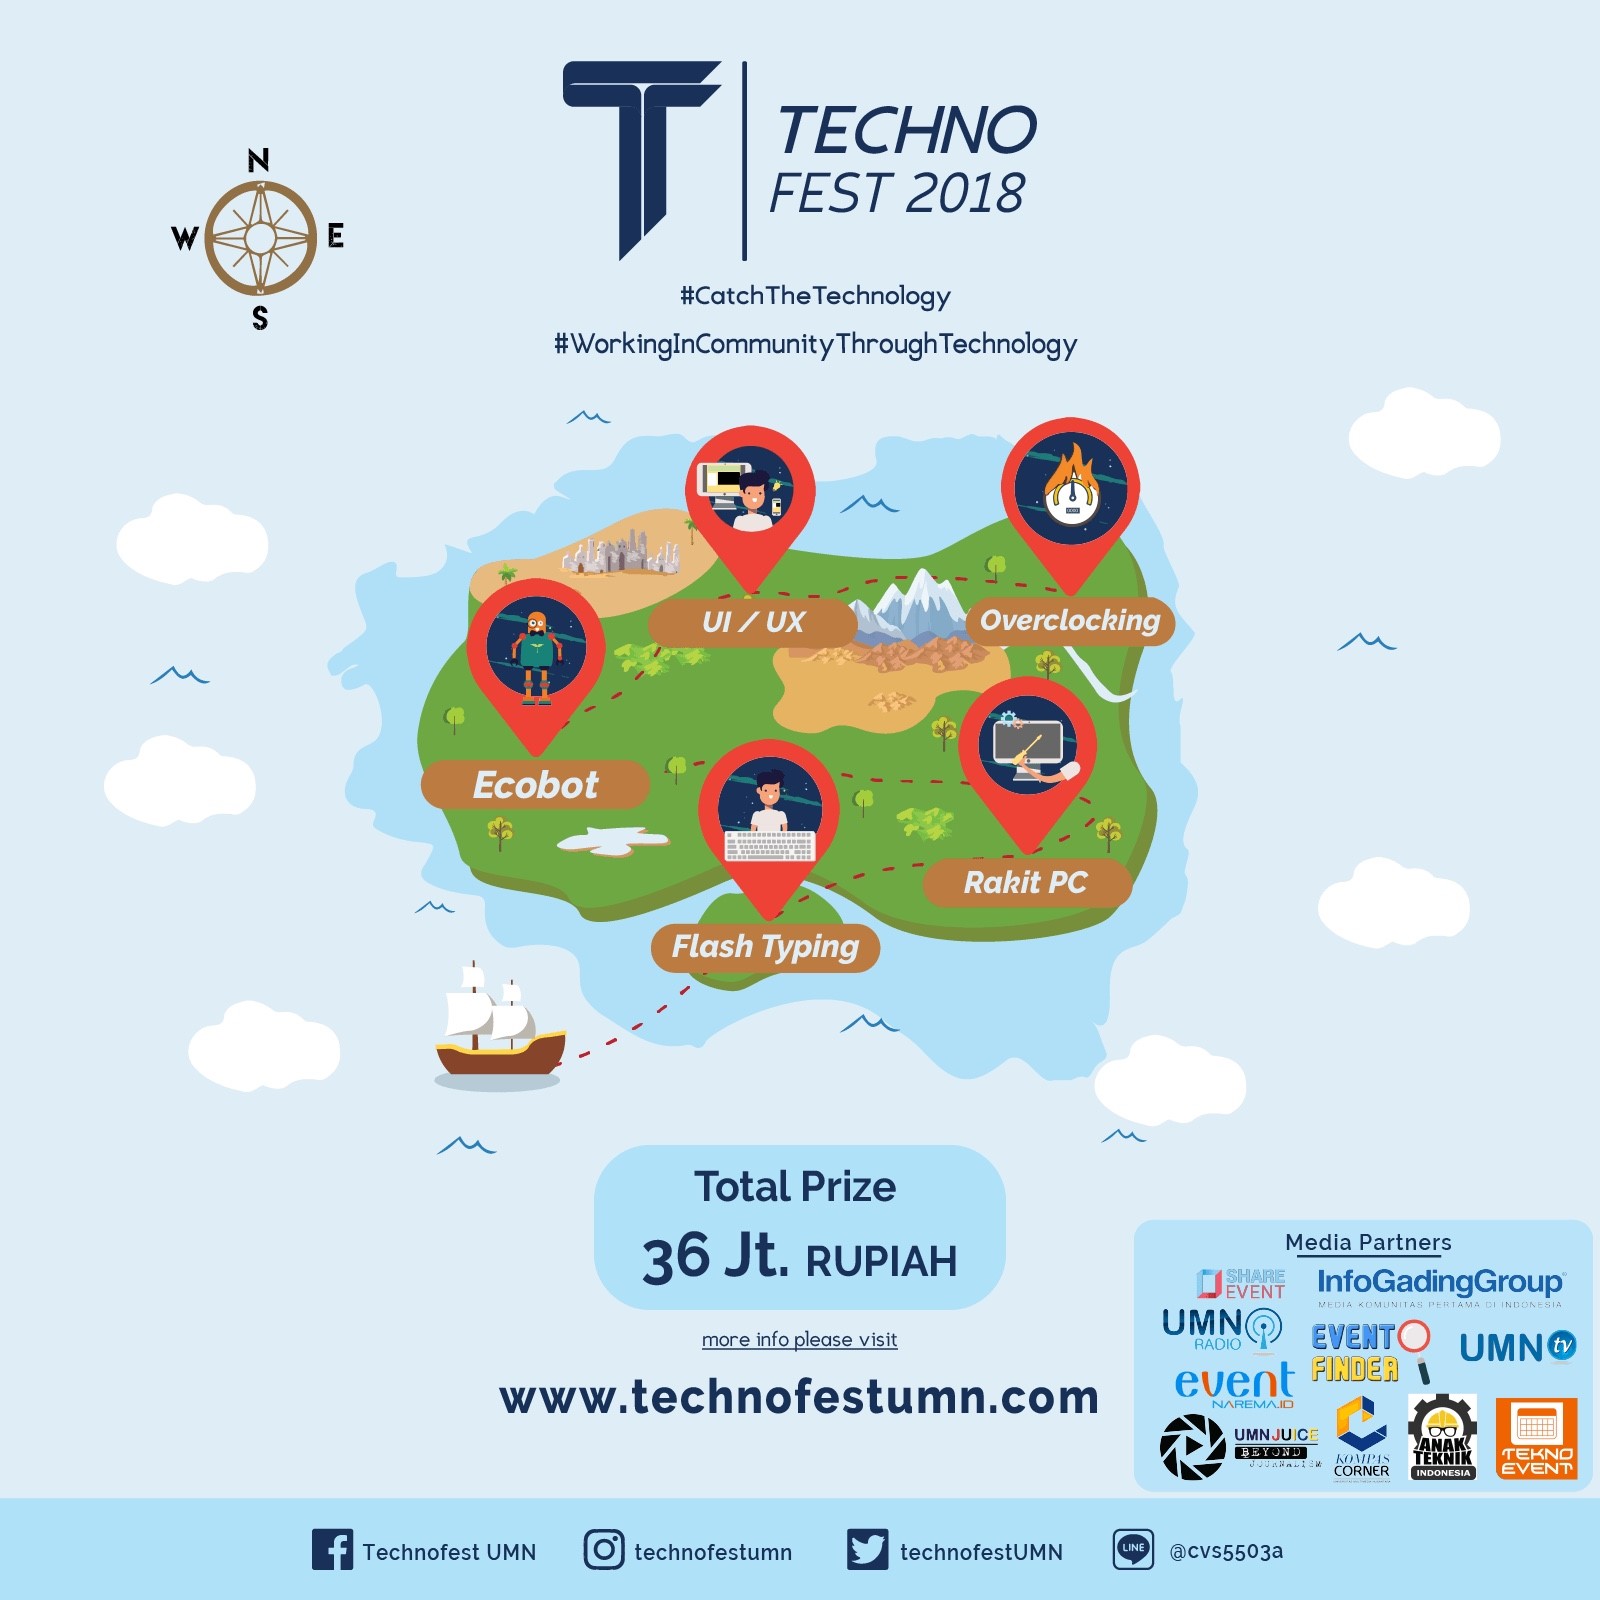 TECHNO
FEST 2018
N
W
E
S
#CatchTheTechnology
#WorkingInCommunityThroughTechnology
UI / UX
Overclocking
Ecobot
Rakit PC
Flash Typing
Total Prize
36 Jt. RUPIAH
more info please visit
www.technofestumn.com
Media Partners
SHARE
EVENT
InfoGadingGroup
MEDIA KOMUNITAS PERTAMA DI INDONESIA
UMN
RADIO
EVENT
FINDER
UMN tv
event
NAREMA.ID
UMN JUICE
BEYOND
JOURNALISM
KOMPAS
CORNER
ANAK
TEKNIK
INDONESIA
TEKNO
EVENT
Technofest UMN
technofestumn
technofestUMN
LINE
@cvs5503a